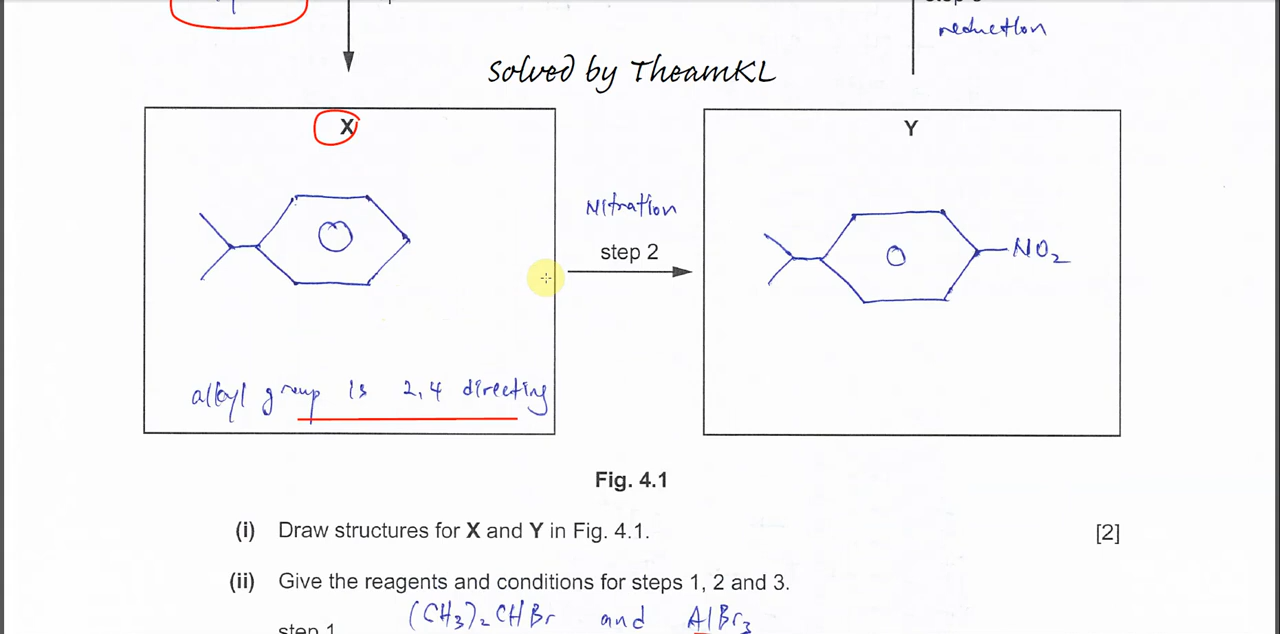 reduction
Solved by TheamKL
X
Y
Nitration
step 2
NO2
alkyl group is 2,4 directing
Fig. 4.1
(i) Draw structures for X and Y in Fig. 4.1. [2]
(ii) Give the reagents and conditions for steps 1, 2 and 3.
(CH3)2CHBr and AlBr3
step 1